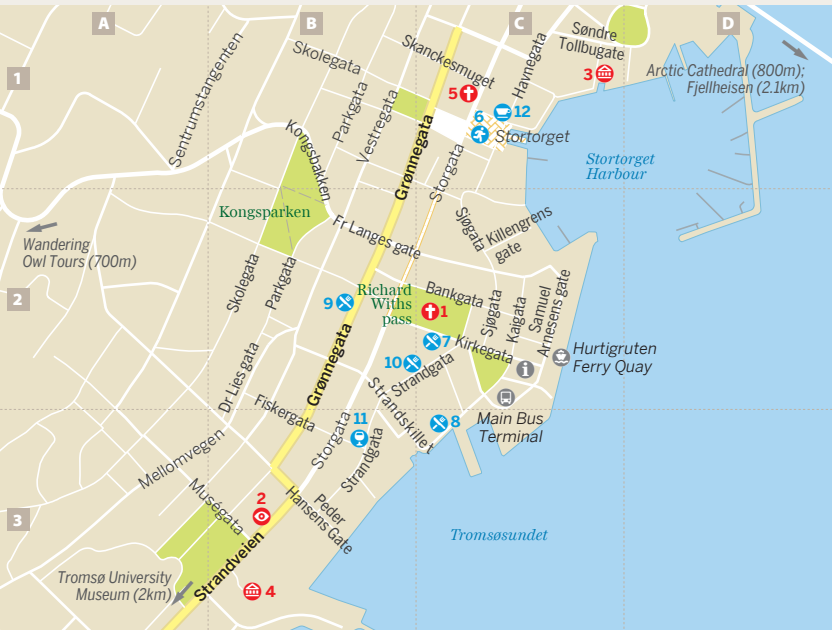 A
B
C
D
1
2
3
Sentrumstangenten
Skolegata
Parkgata
Vestregata
Kongsbakken
Skanckesmuget
5
6
12
Stortorget
Havnegata
Søndre
Tollbugate
3
Arctic Cathedral (800m);
Fjellheisen (2.1km)
Stortorget
Harbour
Grønnegata
Storgata
Kongsparken
Wandering
Owl Tours (700m)
Fr Langes gate
Sjøgata
Killengrens
gate
Skolegata
Parkgata
9
Richard
Withs
pass
Bankgata
1
Sjøgata
Kaigata
Samuel
Arnesens gate
7
Kirkegata
10
Strandgata
Hurtigruten
Ferry Quay
Dr Lies gata
Grønnegata
Fiskergata
11
Strandskillet
8
Main Bus
Terminal
Storgata
Strandgata
Mellomvegen
Muségata
2
Peder
Hansens Gate
Strandveien
Tromsøsundet
Tromsø University
Museum (2km)
4